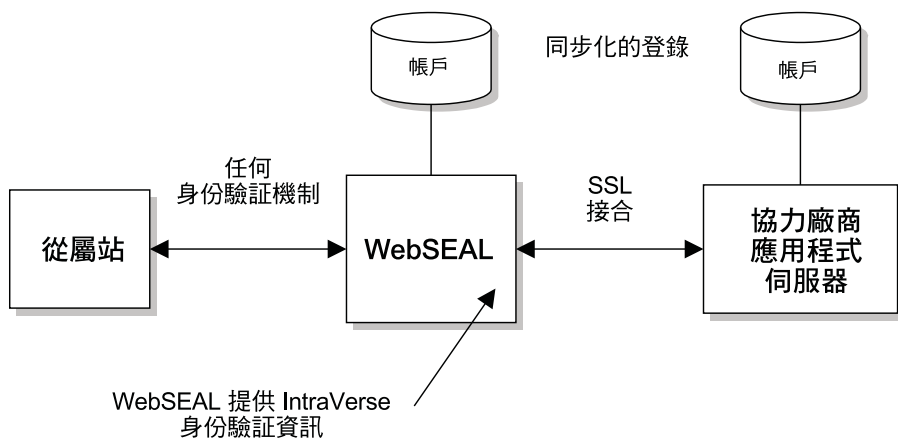 帳戶
同步化的登錄
帳戶
任何
身份驗証機制
SSL
接合
從屬站
WebSEAL
協力廠商
應用程式
伺服器
WebSEAL 提供 IntraVerse
身份驗証資訊